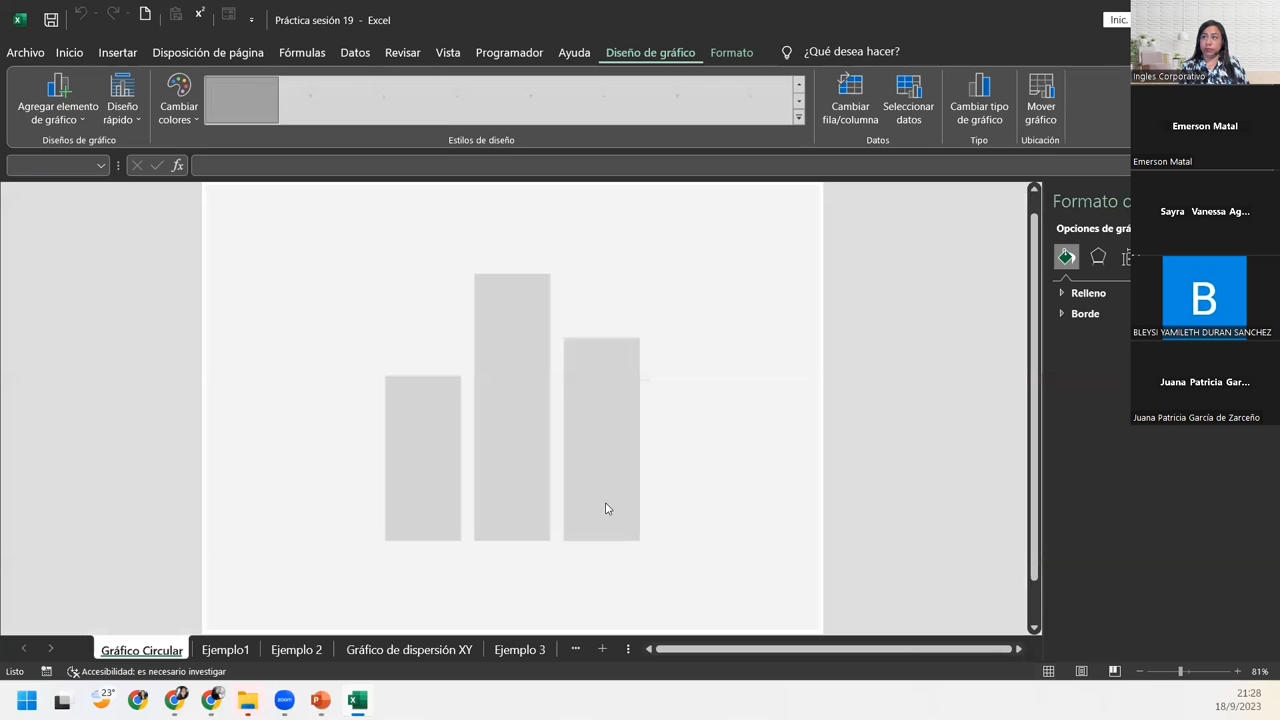 Práctica sesión 19 - Excel
Inic.
Archivo Inicio Insertar Disposición de página Fórmulas Datos Revisar Vista Programador Ayuda Diseño de gráfico Formato ¿Qué desea hacer?
Agregar elemento de gráfico
Diseño rápido
Cambiar colores
Cambiar fila/columna
Seleccionar datos
Cambiar tipo de gráfico
Mover gráfico
Diseños de gráfico Estilos de diseño Datos Tipo Ubicación
fx
Formato d
Opciones de grá
Relleno
Borde
Ingles Corporativo
Emerson Matal
Emerson Matal
Sayra Vanessa Ag...
B
BLEYSI YAMILETH DURAN SANCHEZ
Juana Patricia Gar...
Juana Patricia García de Zarceño
Gráfico Circular Ejemplo1 Ejemplo 2 Gráfico de dispersión XY Ejemplo 3
Listo Accesibilidad: es necesario investigar 81%
23° zoom
21:28
18/9/2023